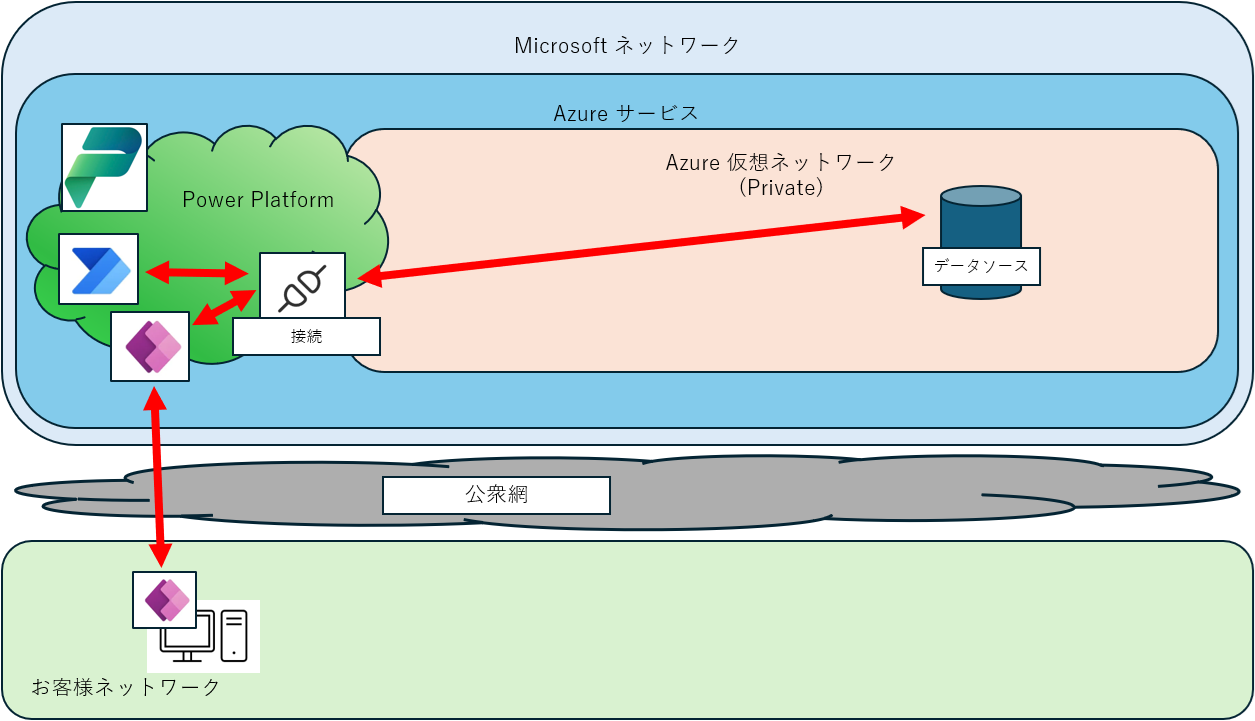 Microsoft ネットワーク
Azure サービス
Azure 仮想ネットワーク
(Private)
Power Platform
データソース
接続
公衆網
お客様ネットワーク